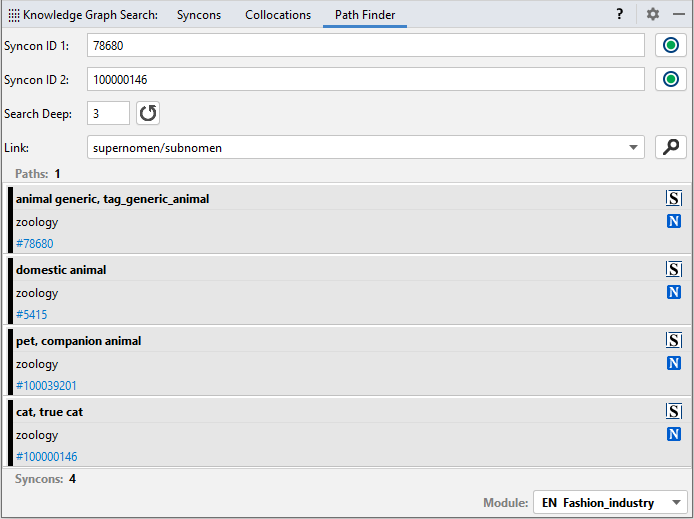 Knowledge Graph Search: Syncons Collocations Path Finder ?
Syncon ID 1: 78680
Syncon ID 2: 100000146
Search Deep: 3
Link: supernomen/subnomen
Paths: 1
animal generic, tag_generic_animal S
zoology N
#78680
domestic animal S
zoology N
#5415
pet, companion animal S
zoology N
#100039201
cat, true cat S
zoology N
#100000146
Syncons: 4
Module: EN Fashion_industry